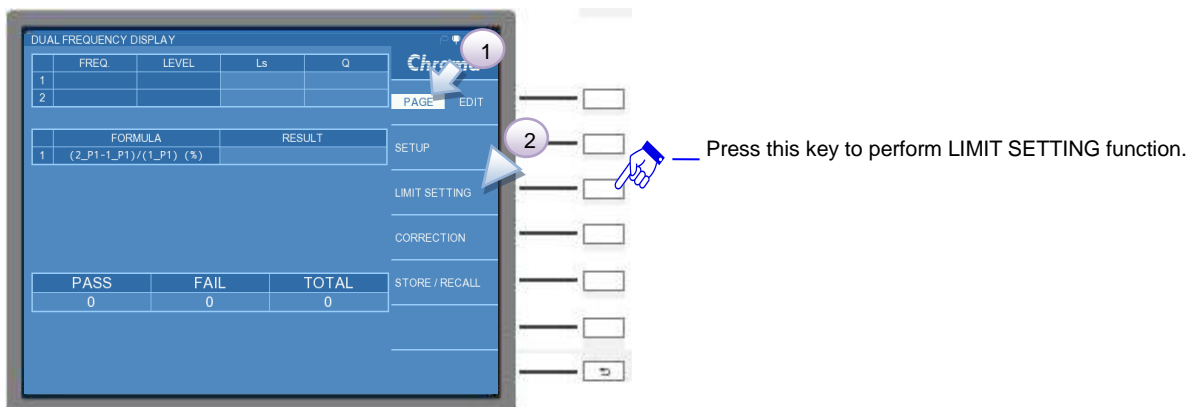 DUAL FREQUENCY DISPLAY
1
Chroma
FREQ. LEVEL Ls Q
1
2
PAGE EDIT
FORMULA RESULT
1 (2_P1-1_P1)/(1_P1) (%)
SETUP
2
Press this key to perform LIMIT SETTING function.
LIMIT SETTING
CORRECTION
PASS FAIL TOTAL
0 0 0
STORE / RECALL